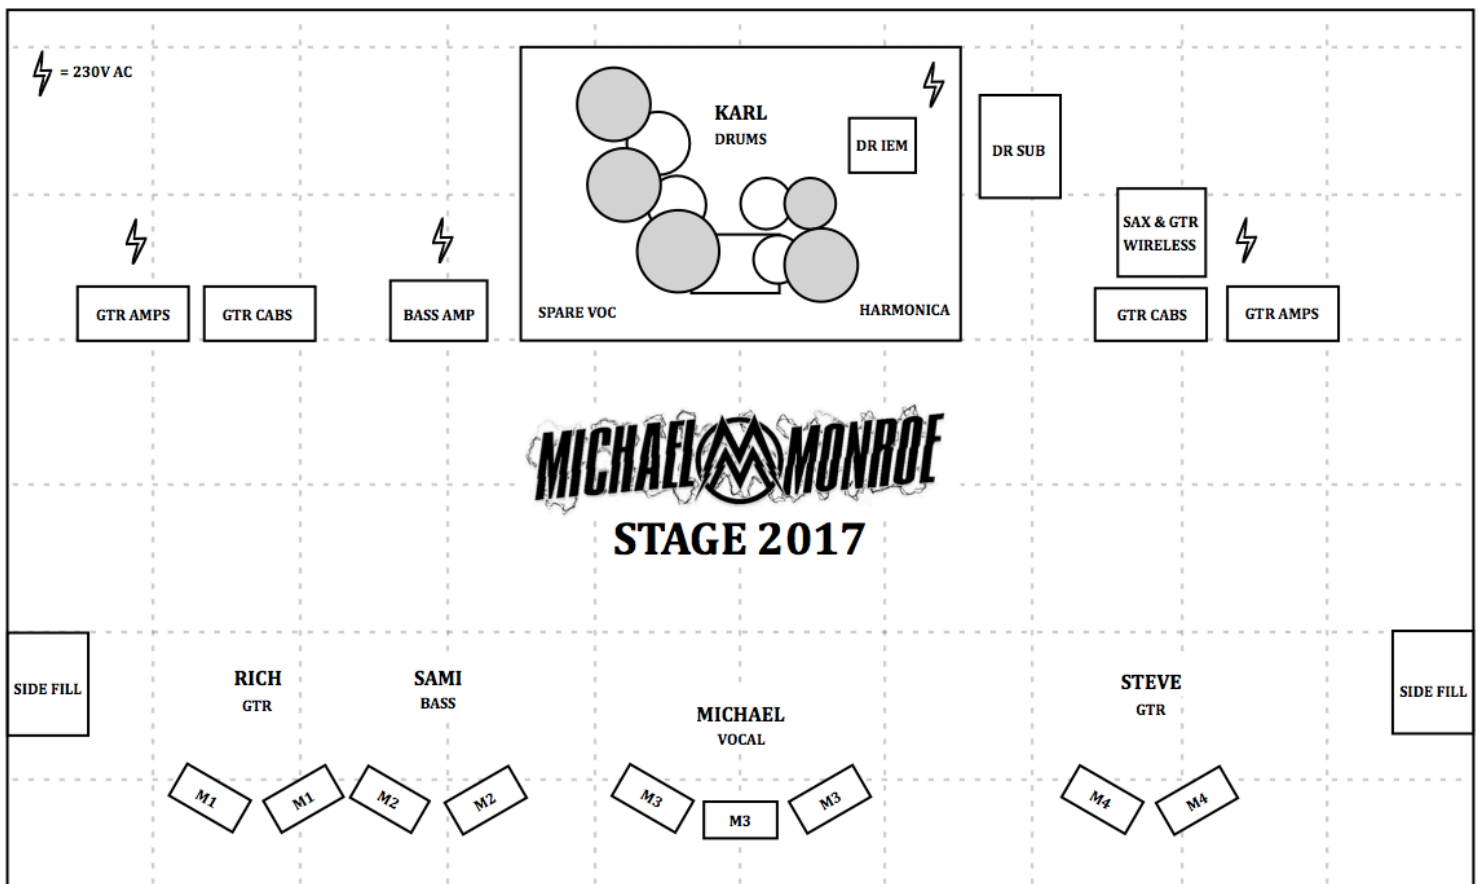 = 230V AC
KARL
DRUMS
DR IEM
DR SUB
SAX & GTR
WIRELESS
GTR AMPS
GTR CABS
BASS AMP
SPARE VOC
HARMONICA
GTR CABS
GTR AMPS
MICHAEL M MONROE
STAGE 2017
SIDE FILL
RICH
GTR
SAMI
BASS
MICHAEL
VOCAL
STEVE
GTR
SIDE FILL
M1
M1
M2
M2
M3
M3
M3
M4
M4